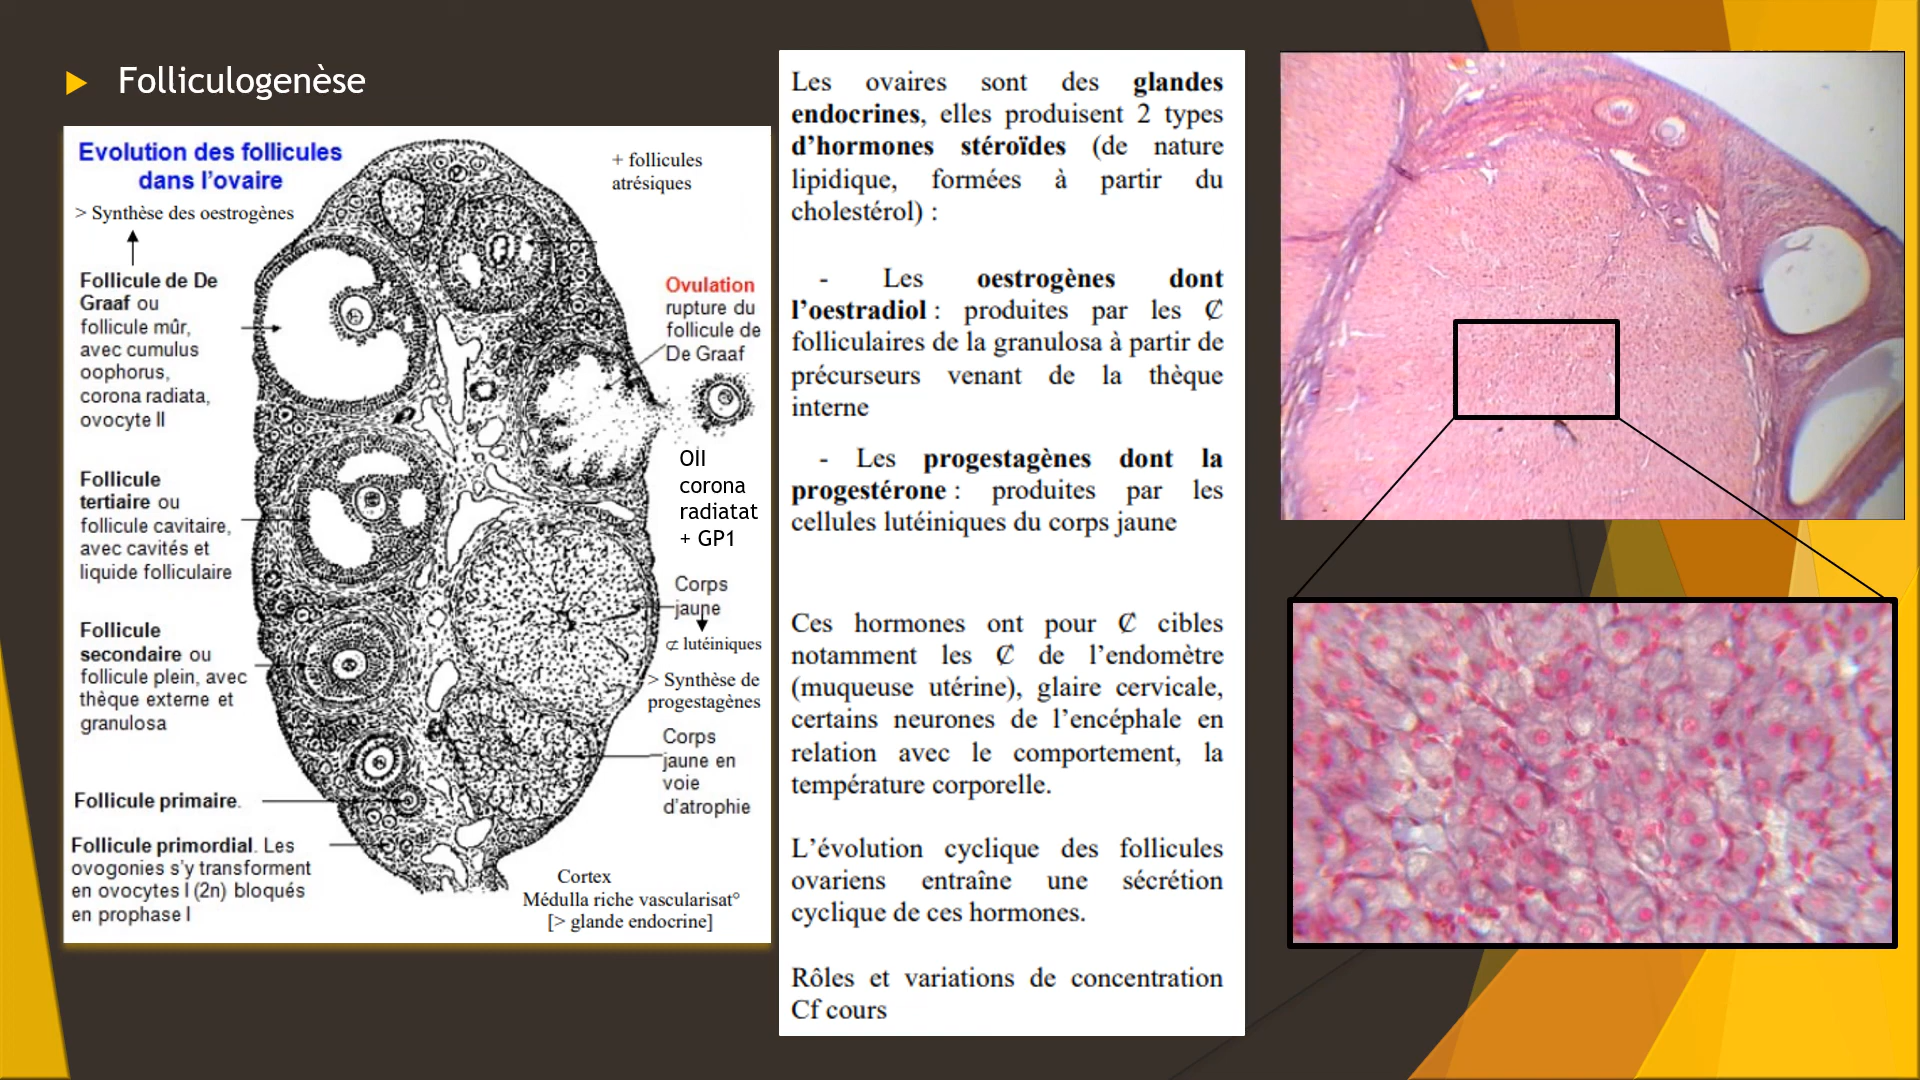 Folliculogenèse
Evolution des follicules
dans l'ovaire
> Synthèse des oestrogènes
Follicule de De
Graaf ou
follicule mûr,
avec cumulus
oophorus,
corona radiata,
ovocyte II
Follicule
tertiaire ou
follicule cavitaire,
avec cavités et
liquide folliculaire
Follicule
secondaire ou
follicule plein, avec
thèque externe et
granulosa
Follicule primaire.
Follicule primordial. Les
ovogonies s'y transforment
en ovocytes I (2n) bloqués
en prophase I
+ follicules
atrésiques
Ovulation
rupture du
follicule de
De Graaf
OII
corona
radiatat
+ GP1
Corps
jaune
⊄ lutéiniques
> Synthèse de
progestagènes
Corps
jaune en
voie
d'atrophie
Cortex
Médulla riche vascularisat°
[> glande endocrine]
Les ovaires sont des glandes
endocrines, elles produisent 2 types
d'hormones stéroïdes (de nature
lipidique, formées à partir du
cholestérol) :
- Les oestrogènes dont
l'oestradiol : produites par les ₡
folliculaires de la granulosa à partir de
précurseurs venant de la thèque
interne
- Les progestagènes dont la
progestérone : produites par les
cellules lutéiniques du corps jaune
Ces hormones ont pour ₡ cibles
notamment les ₡ de l'endomètre
(muqueuse utérine), glaire cervicale,
certains neurones de l'encéphale en
relation avec le comportement, la
température corporelle.
L'évolution cyclique des follicules
ovariens entraîne une sécrétion
cyclique de ces hormones.
Rôles et variations de concentration
Cf cours